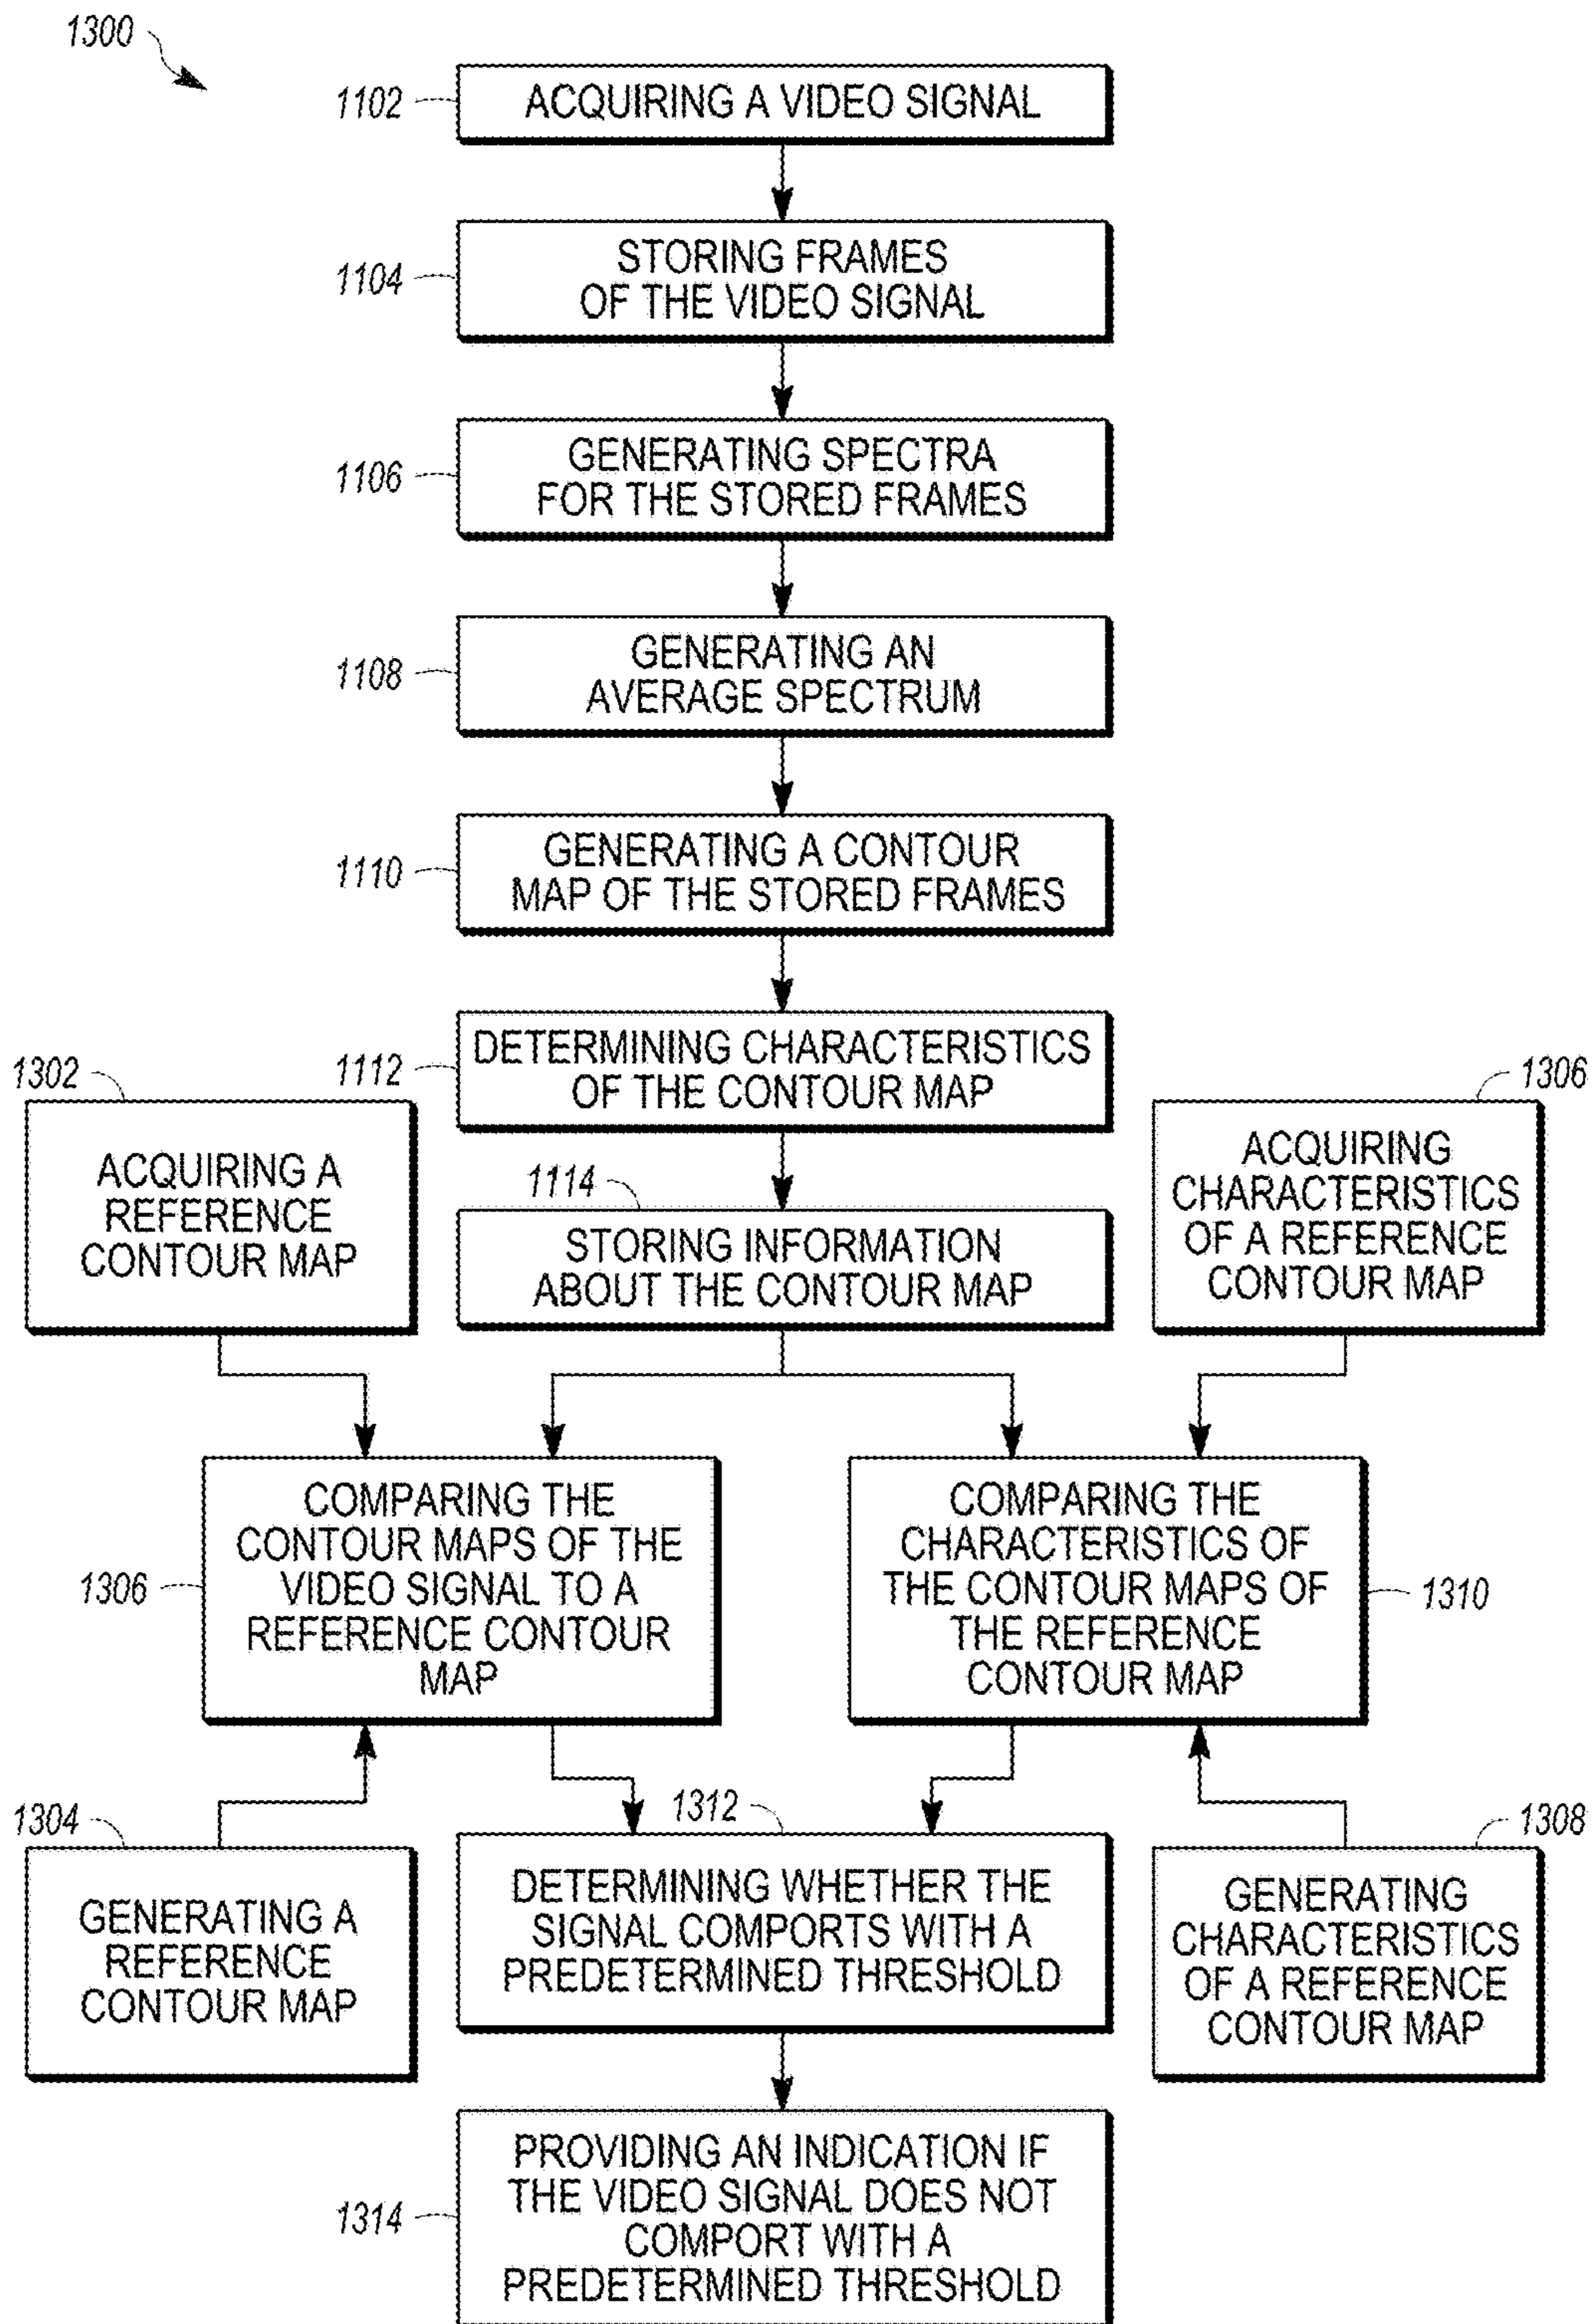 1300
1102
ACQUIRING A VIDEO SIGNAL
1104
STORING FRAMES
OF THE VIDEO SIGNAL
1106
GENERATING SPECTRA
FOR THE STORED FRAMES
1108
GENERATING AN
AVERAGE SPECTRUM
1110
GENERATING A CONTOUR
MAP OF THE STORED FRAMES
1112
DETERMINING CHARACTERISTICS
OF THE CONTOUR MAP
1302
ACQUIRING A
REFERENCE
CONTOUR MAP
1114
STORING INFORMATION
ABOUT THE CONTOUR MAP
1306
ACQUIRING
CHARACTERISTICS
OF A REFERENCE
CONTOUR MAP
1306
COMPARING THE
CONTOUR MAPS OF THE
VIDEO SIGNAL TO A
REFERENCE CONTOUR
MAP
COMPARING THE
CHARACTERISTICS OF
THE CONTOUR MAPS OF
THE REFERENCE
CONTOUR MAP
1310
1304
GENERATING A
REFERENCE
CONTOUR MAP
1312
DETERMINING WHETHER THE
SIGNAL COMPORTS WITH A
PREDETERMINED THRESHOLD
1308
GENERATING
CHARACTERISTICS
OF A REFERENCE
CONTOUR MAP
1314
PROVIDING AN INDICATION IF
THE VIDEO SIGNAL DOES NOT
COMPORT WITH A
PREDETERMINED THRESHOLD